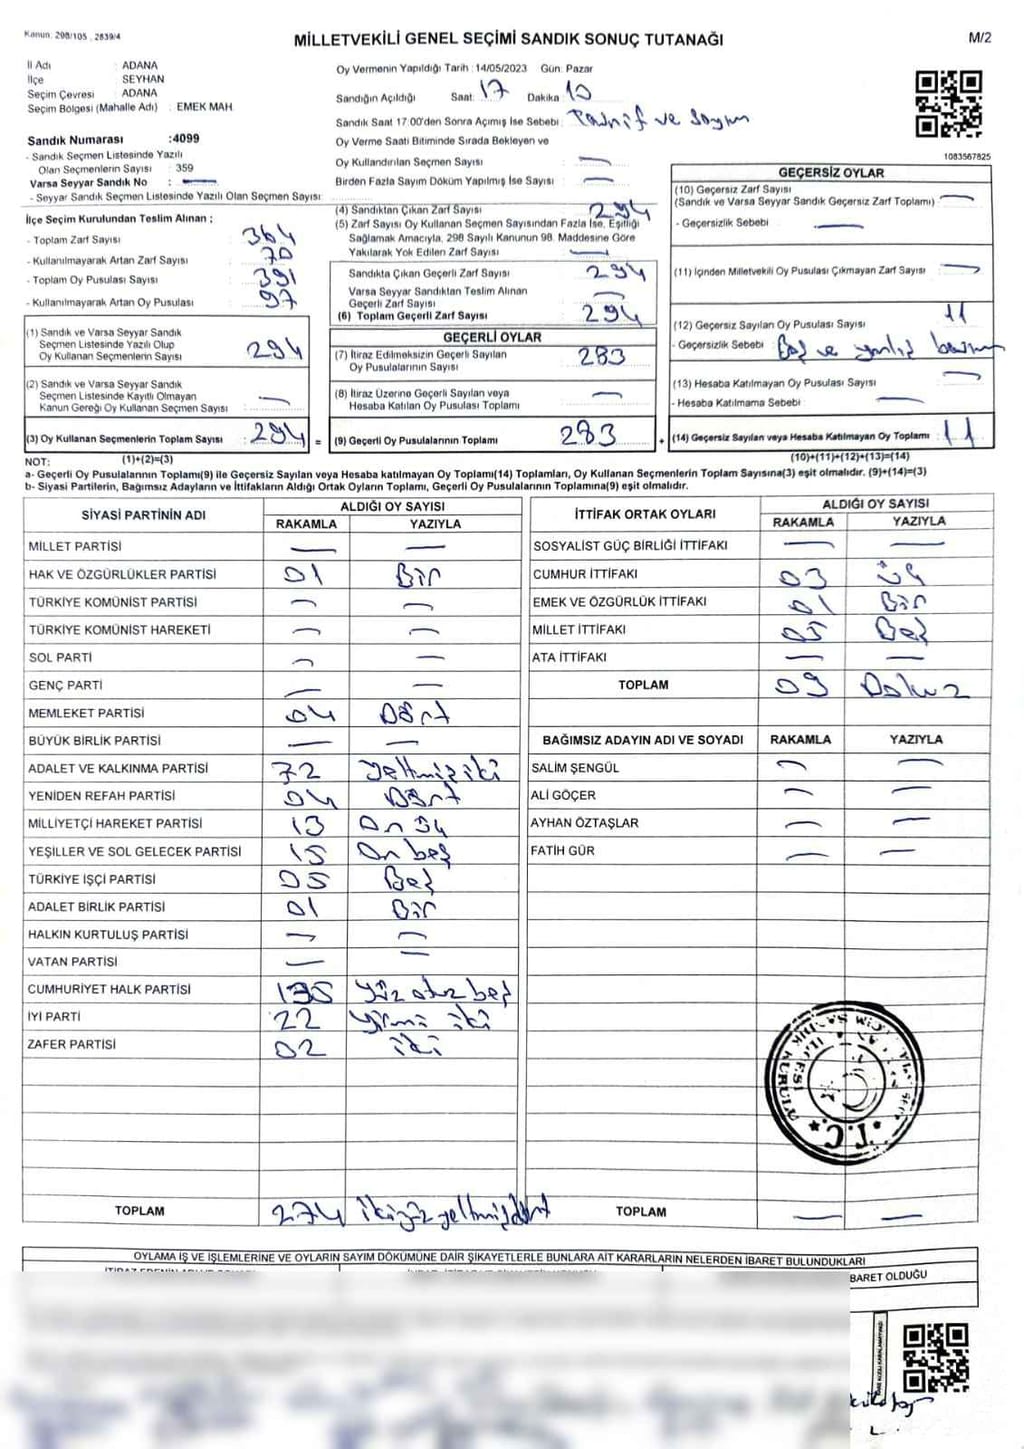 Kanun: 298/105 , 2839/4
MİLLETVEKİLİ GENEL SEÇİMİ SANDIK SONUÇ TUTANAĞI
M/2
İl Adı : ADANA
İlçe : SEYHAN
Seçim Çevresi : ADANA
Seçim Bölgesi (Mahalle Adı) : EMEK MAH.
Sandık Numarası :4099
- Sandık Seçmen Listesinde Yazılı
Olan Seçmenlerin Sayısı : 359
Varsa Seyyar Sandık No : —
- Seyyar Sandık Seçmen Listesinde Yazılı Olan Seçmen Sayısı:
Oy Vermenin Yapıldığı Tarih :14/05/2023 Gün: Pazar
Sandığın Açıldığı Saat: 17 Dakika 10
Sandık Saat 17.00'den Sonra Açımış İse Sebebi : Tasnif ve sayım
Oy Verme Saati Bitiminde Sırada Bekleyen ve
Oy Kullandırılan Seçmen Sayısı : —
Birden Fazla Sayım Döküm Yapılmış İse Sayısı : —
1083567825
İlçe Seçim Kurulundan Teslim Alınan ;
- Toplam Zarf Sayısı : 364
- Kullanılmayarak Artan Zarf Sayısı : 70
- Toplam Oy Pusulası Sayısı : 391
- Kullanılmayarak Artan Oy Pusulası : 97
(4) Sandıktan Çıkan Zarf Sayısı : 294
(5) Zarf Sayısı Oy Kullanan Seçmen Sayısından Fazla İse, Eşitliği
Sağlamak Amacıyla, 298 Sayılı Kanunun 98. Maddesine Göre
Yakılarak Yok Edilen Zarf Sayısı : —
Sandıkta Çıkan Geçerli Zarf Sayısı : 294
Varsa Seyyar Sandıktan Teslim Alınan
Geçerli Zarf Sayısı : —
(6) Toplam Geçerli Zarf Sayısı : 294
GEÇERSİZ OYLAR
(10) Geçersiz Zarf Sayısı
(Sandık ve Varsa Seyyar Sandık Geçersiz Zarf Toplamı) : —
- Geçersizlik Sebebi : —
(11) İçinden Milletvekili Oy Pusulası Çıkmayan Zarf Sayısı : —
(12) Geçersiz Sayılan Oy Pusulası Sayısı : 11
- Geçersizlik Sebebi : Boş ve yanlış
(13) Hesaba Katılmayan Oy Pusulası Sayısı : —
- Hesaba Katılmama Sebebi : —
(14) Geçersiz Sayılan veya Hesaba Katılmayan Oy Toplamı : 11
(10)+(11)+(12)+(13)=(14)
(1) Sandık ve Varsa Seyyar Sandık
Seçmen Listesinde Yazılı Olup
Oy Kullanan Seçmenlerin Sayısı : 294
(2) Sandık ve Varsa Seyyar Sandık
Seçmen Listesinde Kayıtlı Olmayan
Kanun Gereği Oy Kullanan Seçmen Sayısı : —
(3) Oy Kullanan Seçmenlerin Toplam Sayısı : 294 =
GEÇERLİ OYLAR
(7) İtiraz Edilmeksizin Geçerli Sayılan
Oy Pusulalarının Sayısı : 283
(8) İtiraz Üzerine Geçerli Sayılan veya
Hesaba Katılan Oy Pusulası Toplamı : —
(9) Geçerli Oy Pusulalarının Toplamı : 283 +
NOT: (1)+(2)=(3)
a- Geçerli Oy Pusulalarının Toplamı(9) ile Geçersiz Sayılan veya Hesaba katılmayan Oy Toplamı(14) Toplamları, Oy Kullanan Seçmenlerin Toplam Sayısına(3) eşit olmalıdır. (9)+(14)=(3)
b- Siyasi Partilerin, Bağımsız Adayların ve İttifakların Aldığı Ortak Oyların Toplamı, Geçerli Oy Pusulalarının Toplamına(9) eşit olmalıdır.
SİYASİ PARTİNİN ADI ALDIĞI OY SAYISI
RAKAMLA YAZIYLA
MİLLET PARTİSİ — —
HAK VE ÖZGÜRLÜKLER PARTİSİ 01 Bir
TÜRKİYE KOMÜNİST PARTİSİ — —
TÜRKİYE KOMÜNİST HAREKETİ — —
SOL PARTİ — —
GENÇ PARTİ — —
MEMLEKET PARTİSİ 04 Dört
BÜYÜK BİRLİK PARTİSİ — —
ADALET VE KALKINMA PARTİSİ 72 Yetmiş iki
YENİDEN REFAH PARTİSİ 04 Dört
MİLLİYETÇİ HAREKET PARTİSİ 13 On üç
YEŞİLLER VE SOL GELECEK PARTİSİ 15 On beş
TÜRKİYE İŞÇİ PARTİSİ 05 Beş
ADALET BİRLİK PARTİSİ 01 Bir
HALKIN KURTULUŞ PARTİSİ — —
VATAN PARTİSİ — —
CUMHURİYET HALK PARTİSİ 135 Yüz otuz beş
İYİ PARTİ 22 Yirmi iki
ZAFER PARTİSİ 02 iki
TOPLAM 274 ikiyüz yetmiş dört
İTTİFAK ORTAK OYLARI ALDIĞI OY SAYISI
RAKAMLA YAZIYLA
SOSYALİST GÜÇ BİRLİĞİ İTTİFAKI — —
CUMHUR İTTİFAKI 03 Üç
EMEK VE ÖZGÜRLÜK İTTİFAKI 01 Bir
MİLLET İTTİFAKI 05 Beş
ATA İTTİFAKI — —
TOPLAM 09 Dokuz
BAĞIMSIZ ADAYIN ADI VE SOYADI RAKAMLA YAZIYLA
SALİM ŞENGÜL — —
ALİ GÖÇER — —
AYHAN ÖZTAŞLAR — —
FATİH GÜR — —
T.C.
TOPLAM — —
OYLAMA İŞ VE İŞLEMLERİNE VE OYLARIN SAYIM DÖKÜMÜNE DAİR ŞİKAYETLERLE BUNLARA AİT KARARLARIN NELERDEN İBARET BULUNDUKLARI
BARET OLDUĞU